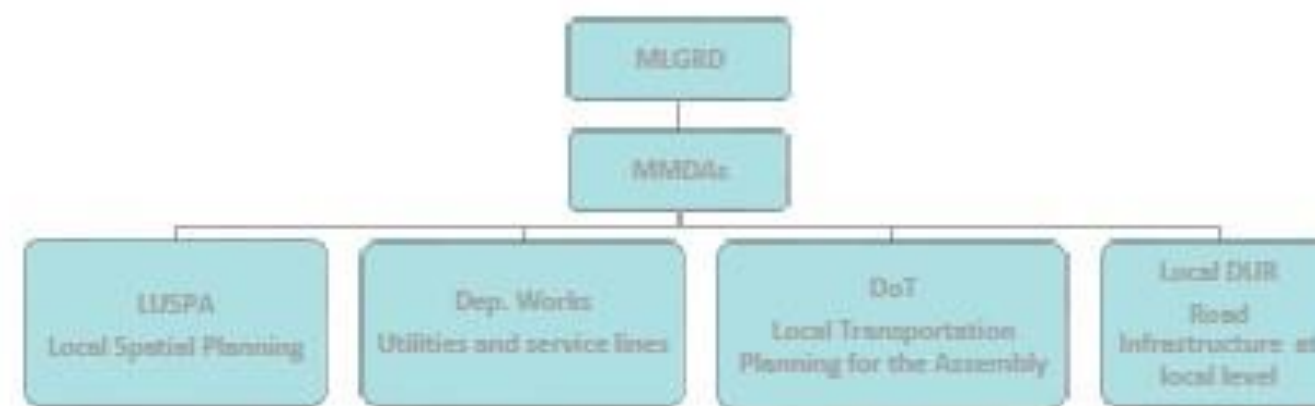 MLGRD
MMDAs
LUSPA
Local Spatial Planning
Dep. Works
Utilities and service lines
DoT
Local Transportation
Planning for the Assembly
Local DUR
Road
Infrastructure at
local level